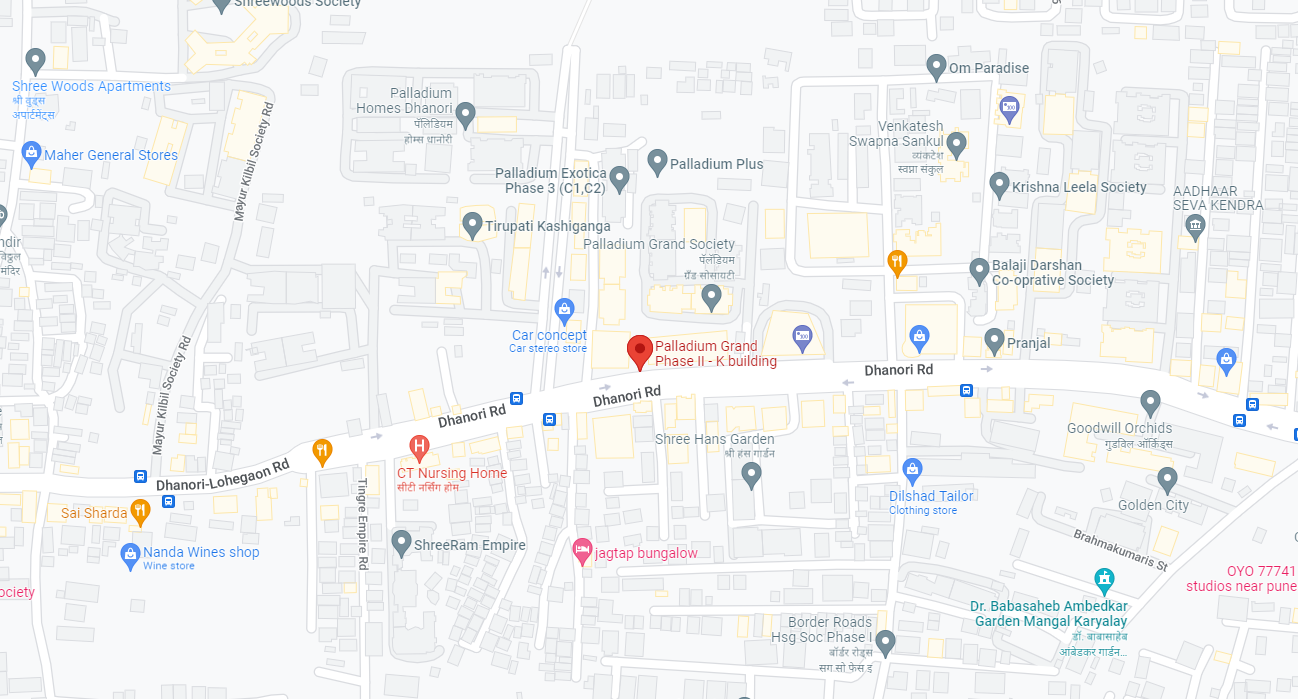 Shreewoods Society
Shree Woods Apartments
श्री वुड्स
अपार्टमेंट्स
Maher General Stores
Mayur Kilbil Society Rd
Palladium
Homes Dhanori
पॅलिडियम
होम्स धानोरी
Palladium Exotica
Phase 3 (C1,C2)
Palladium Plus
Tirupati Kashiganga
Palladium Grand Society
पॅलॅडियम
ग्रँड सोसायटी
Om Paradise
Venkatesh
Swapna Sankul
व्यंकटेश
स्वप्ना संकुल
Krishna Leela Society
AADHAAR
SEVA KENDRA
Balaji Darshan
Co-oprative Society
Pranjal
Car concept
Car stereo store
Palladium Grand
Phase II - K building
Dhanori Rd
Dhanori Rd
Dhanori Rd
Mayur Kilbil Society Rd
Dhanori-Lohegaon Rd
विठ्ठल
मंदिर
CT Nursing Home
सीटी नर्सिंग होम
Shree Hans Garden
श्री हंस गार्डन
Goodwill Orchids
गुडविल ऑर्किड्स
Golden City
Dilshad Tailor
Clothing store
Sai Sharda
Nanda Wines shop
Wine store
Tingre Empire Rd
ShreeRam Empire
jagtap bungalow
Brahmakumaris St
OYO 77741
studios near pune
Dr. Babasaheb Ambedkar
Garden Mangal Karyalay
डॉ. बाबासाहेब
आंबेडकर गार्डन...
Border Roads
Hsg Soc Phase I
बॉर्डर रोड्स
सग सो फेस इ